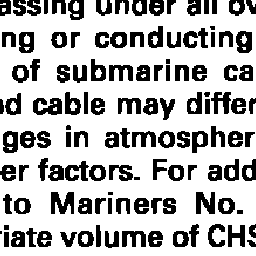 assing under all ov
ng or conducting
of submarine ca
d cable may differ
ges in atmospher
er factors. For add
to Mariners No.
riate volume of CHS